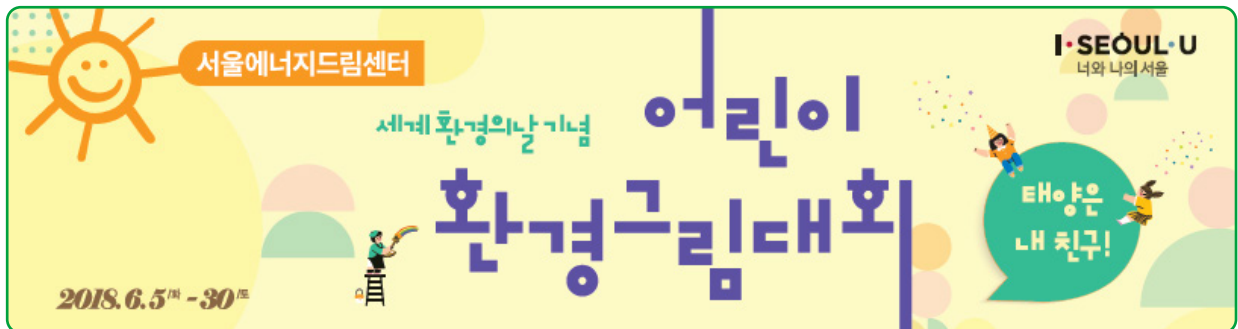 서울에너지드림센터
I·SEOUL·U
너와 나의 서울
세계 환경의날 기념
어린이
환경그림대회
태양은
내 친구!
2018. 6. 5/화 - 30/토